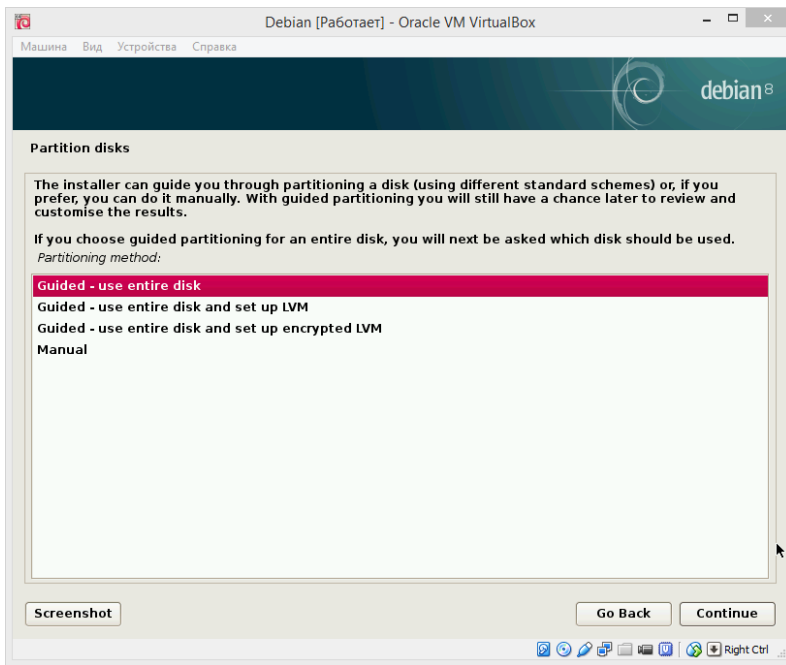 Debian [Работает] - Oracle VM VirtualBox
Машина Вид Устройства Справка
debian 8
Partition disks
The installer can guide you through partitioning a disk (using different standard schemes) or, if you
prefer, you can do it manually. With guided partitioning you will still have a chance later to review and
customise the results.
If you choose guided partitioning for an entire disk, you will next be asked which disk should be used.
Partitioning method:
Guided - use entire disk
Guided - use entire disk and set up LVM
Guided - use entire disk and set up encrypted LVM
Manual
Screenshot
Go Back
Continue
Right Ctrl